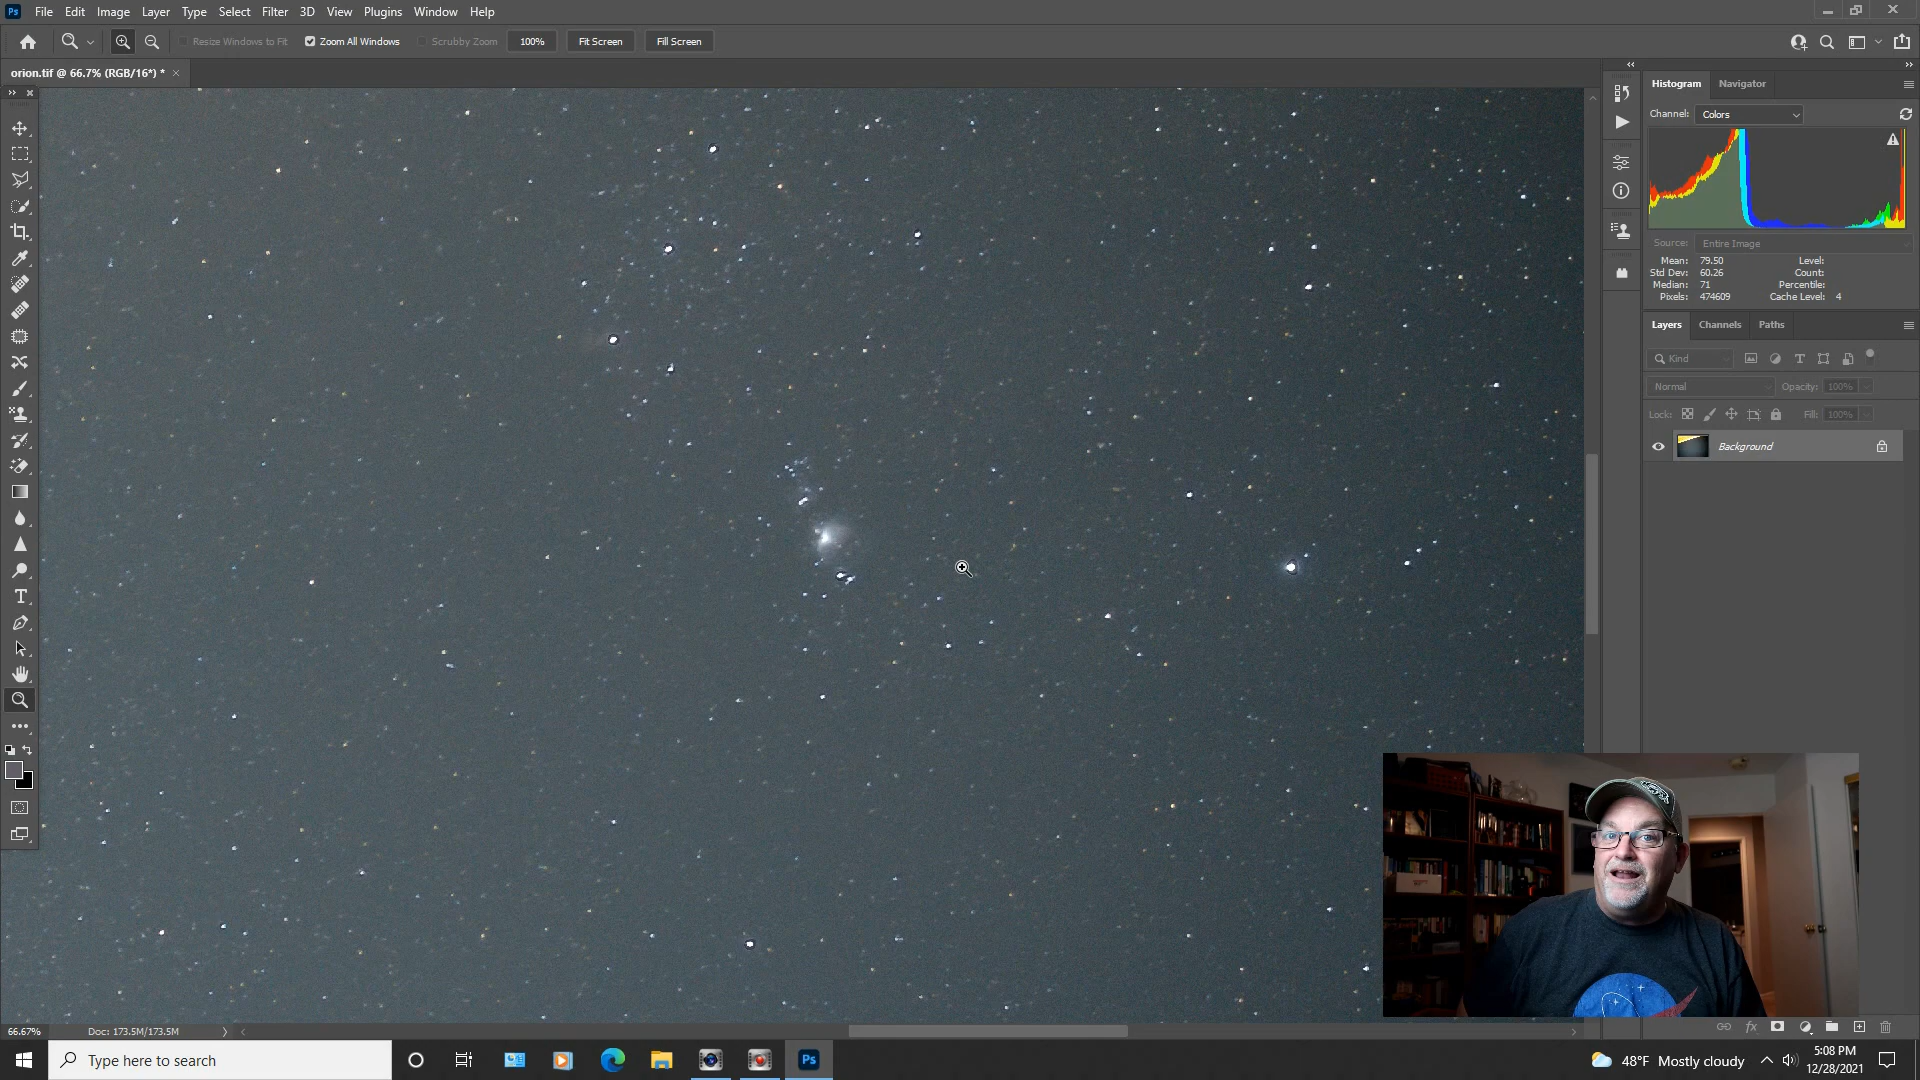 Ps File Edit Image Layer Type Select Filter 3D View Plugins Window Help
Resize Windows to Fit Zoom All Windows Scrubby Zoom 100% Fit Screen Fill Screen
orion.tif @ 66.7% (RGB/16*) *
Histogram Navigator
Channel: Colors
Source: Entire Image
Mean: 79.50 Level:
Std Dev: 60.26 Count:
Median: 71 Percentile:
Pixels: 474609 Cache Level: 4
Layers Channels Paths
Kind
Normal Opacity: 100%
Lock: Fill: 100%
Background
66.67% Doc: 173.5M/173.5M
Type here to search
Ps
48°F Mostly cloudy
5:08 PM
12/28/2021